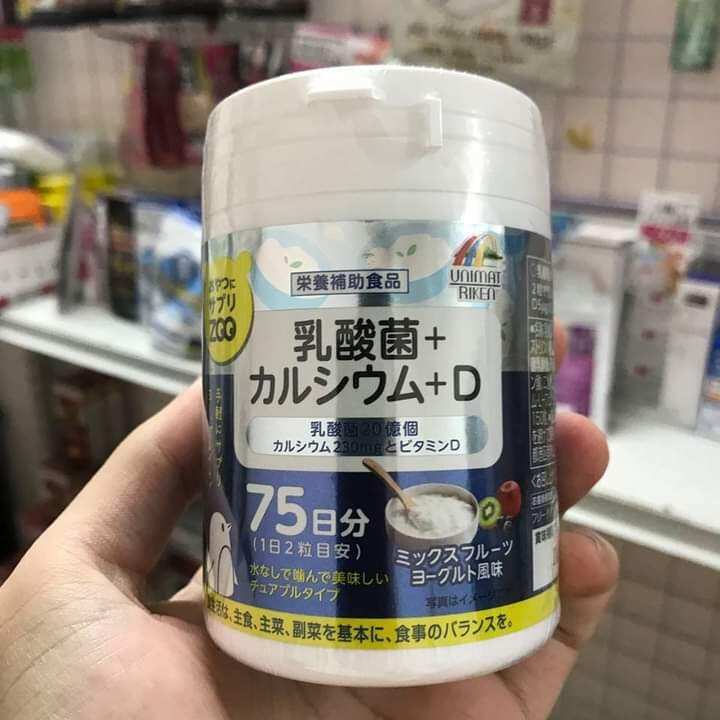 栄養補助食品
UNIMAT
RIKEN
おやつに
サプリ
ZOO
乳酸菌+
カルシウム+D
乳酸菌20億個
カルシウム230mgとビタミンD
75日分
(1日2粒目安)
ミックスフルーツ
ヨーグルト風味
水なしで噛んで美味しい
チュアブルタイプ
写真はイメージ
生活は、主食、主菜、副菜を基本に、食事のバランスを。